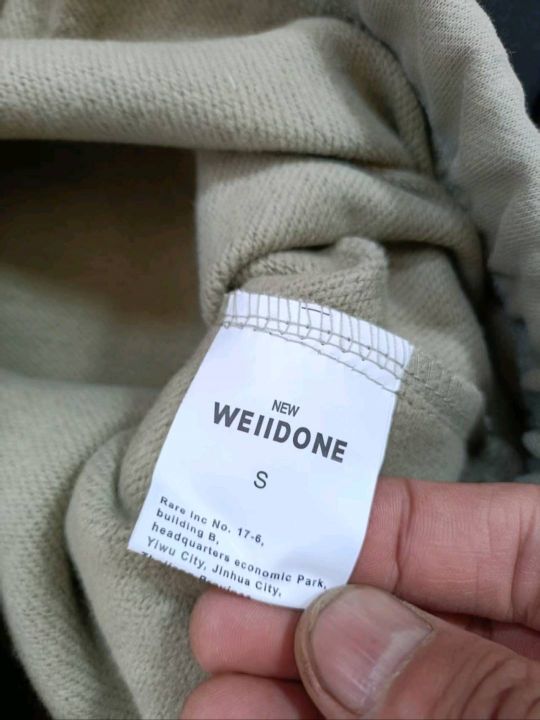 NEW
WEIIDONE
S
Rare Inc No. 17-6,
building B,
headquarters economic Park,
Yiwu City, Jinhua City,